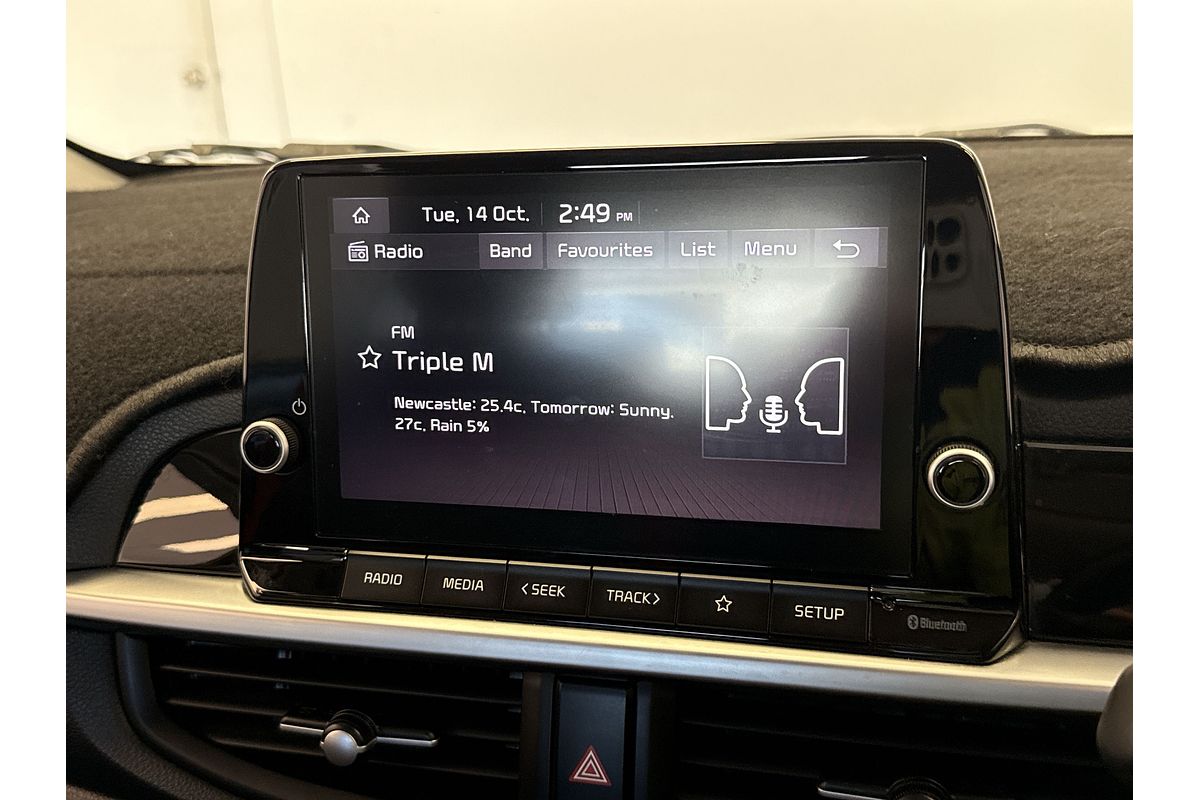 Tue, 14 Oct. 2:49 PM
Radio Band Favourites List Menu
FM
Triple M
Newcastle: 25.4c, Tomorrow: Sunny,
27c, Rain 5%
RADIO MEDIA <SEEK TRACK> SETUP Bluetooth